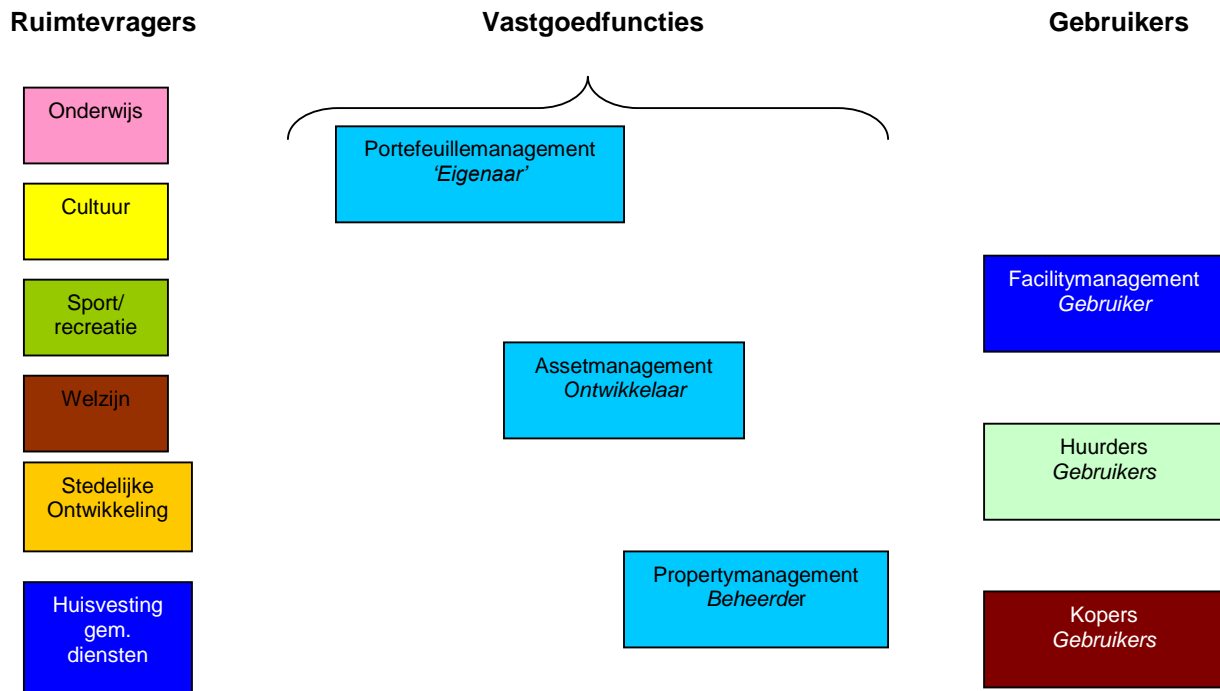 Ruimtevragers
Vastgoedfuncties
Gebruikers
Onderwijs
Cultuur
Sport/
recreatie
Welzijn
Stedelijke
Ontwikkeling
Huisvesting
gem.
diensten
Portefeuillemanagement
‘Eigenaar’
Assetmanagement
Ontwikkelaar
Propertymanagement
Beheerder
Facilitymanagement
Gebruiker
Huurders
Gebruikers
Kopers
Gebruikers